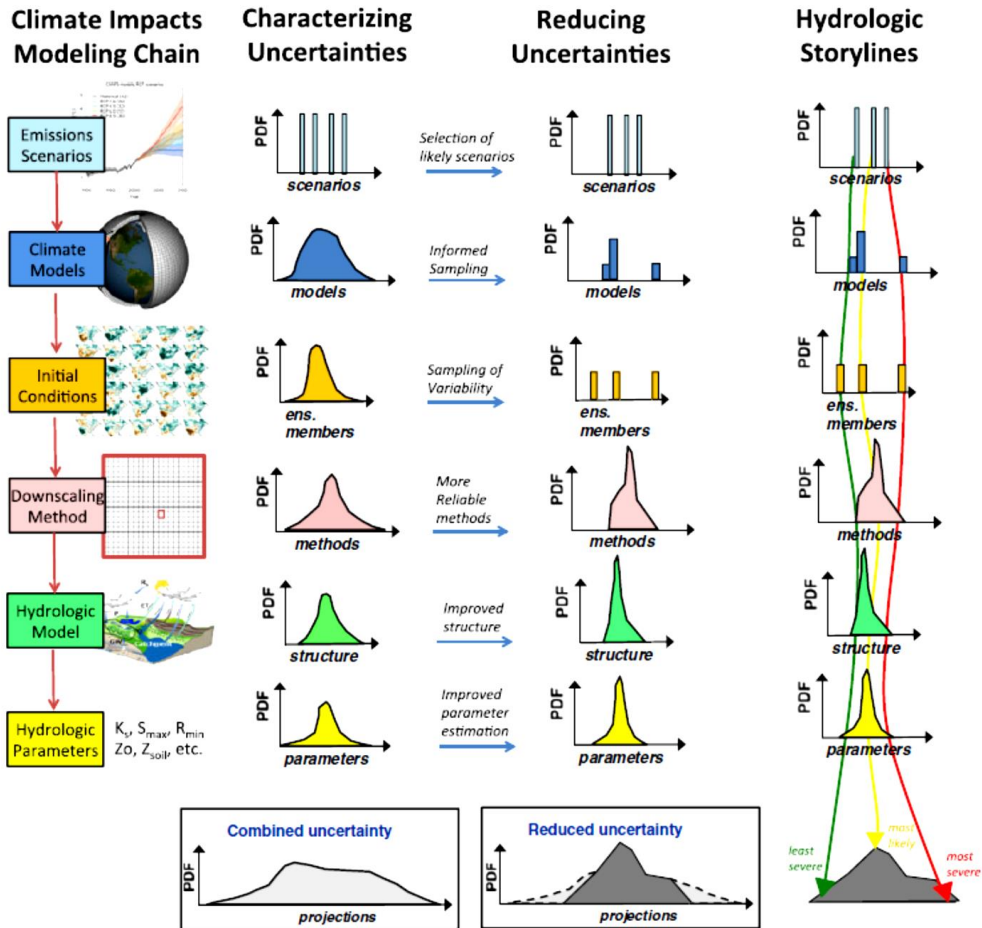 Climate Impacts
Modeling Chain
Characterizing
Uncertainties
Reducing
Uncertainties
Hydrologic
Storylines
Emissions
Scenarios
PDF
scenarios
Selection of
likely scenarios
PDF
scenarios
PDF
scenarios
Climate
Models
PDF
models
Informed
Sampling
PDF
models
PDF
models
Initial
Conditions
PDF
ens.
members
Sampling of
Variability
PDF
ens.
members
PDF
ens.
members
Downscaling
Method
PDF
methods
More
Reliable
methods
PDF
methods
PDF
methods
Hydrologic
Model
PDF
structure
Improved
structure
PDF
structure
PDF
structure
Hydrologic
Parameters
Ks, Smax, Rmin
Zo, Zsoil, etc.
PDF
parameters
Improved
parameter
estimation
PDF
parameters
PDF
parameters
Combined uncertainty
PDF
projections
Reduced uncertainty
PDF
projections
least
severe
most
likely
most
severe